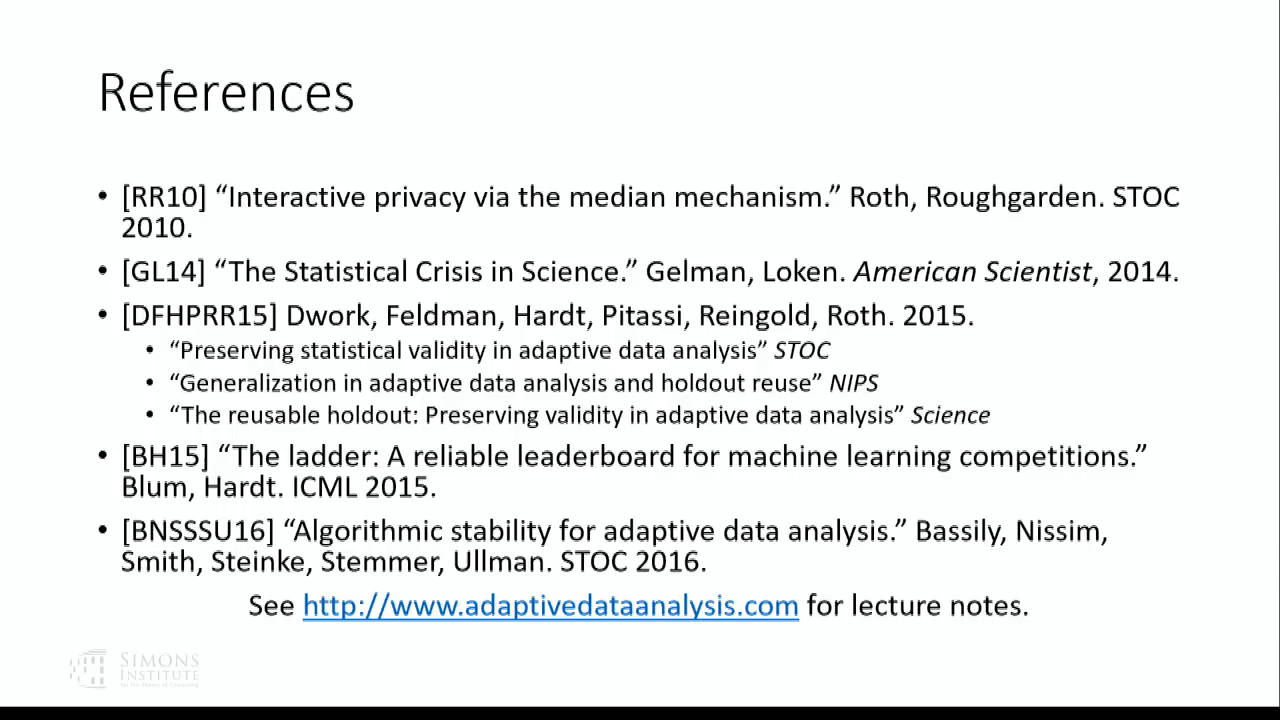 References
• [RR10] “Interactive privacy via the median mechanism.” Roth, Roughgarden. STOC
2010.
• [GL14] “The Statistical Crisis in Science.” Gelman, Loken. American Scientist, 2014.
• [DFHPRR15] Dwork, Feldman, Hardt, Pitassi, Reingold, Roth. 2015.
• “Preserving statistical validity in adaptive data analysis” STOC
• “Generalization in adaptive data analysis and holdout reuse” NIPS
• “The reusable holdout: Preserving validity in adaptive data analysis” Science
• [BH15] “The ladder: A reliable leaderboard for machine learning competitions.”
Blum, Hardt. ICML 2015.
• [BNSSSU16] “Algorithmic stability for adaptive data analysis.” Bassily, Nissim,
Smith, Steinke, Stemmer, Ullman. STOC 2016.
See http://www.adaptivedataanalysis.com for lecture notes.
SIMONS
INSTITUTE